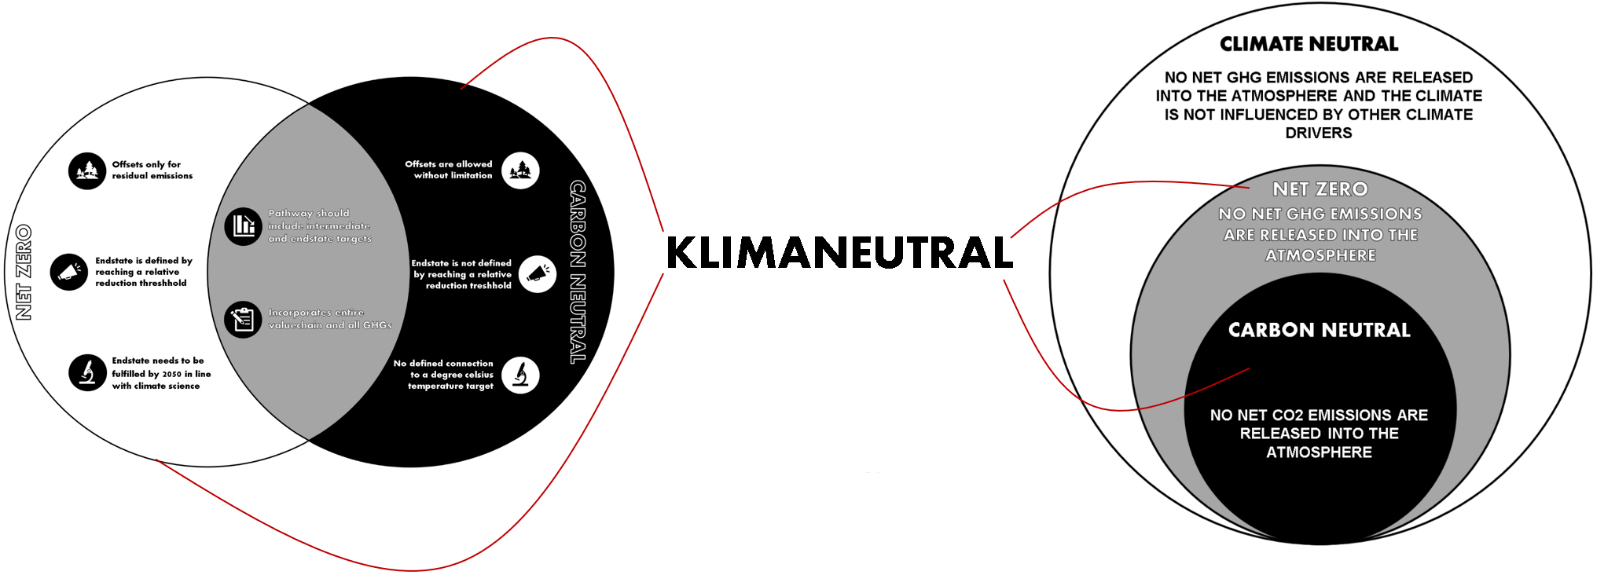 NET ZERO
Offsets only for
residual emissions
Endstate is defined by
reaching a relative
reduction threshhold
Endstate needs to be
fulfilled by 2050 in line
with climate science
Pathway should
include intermediate
and endstate targets
Incorporates entire
valuechain and all GHGs
Offsets are allowed
without limitation
Endstate is not defined
by reaching a relative
reduction treshhold
No defined connection
to a degree celsius
temperature target
CARBON NEUTRAL
KLIMANEUTRAL
CLIMATE NEUTRAL
NO NET GHG EMISSIONS ARE RELEASED
INTO THE ATMOSPHERE AND THE CLIMATE
IS NOT INFLUENCED BY OTHER CLIMATE
DRIVERS
NET ZERO
NO NET GHG EMISSIONS
ARE RELEASED INTO THE
ATMOSPHERE
CARBON NEUTRAL
NO NET CO2 EMISSIONS ARE
RELEASED INTO THE
ATMOSPHERE